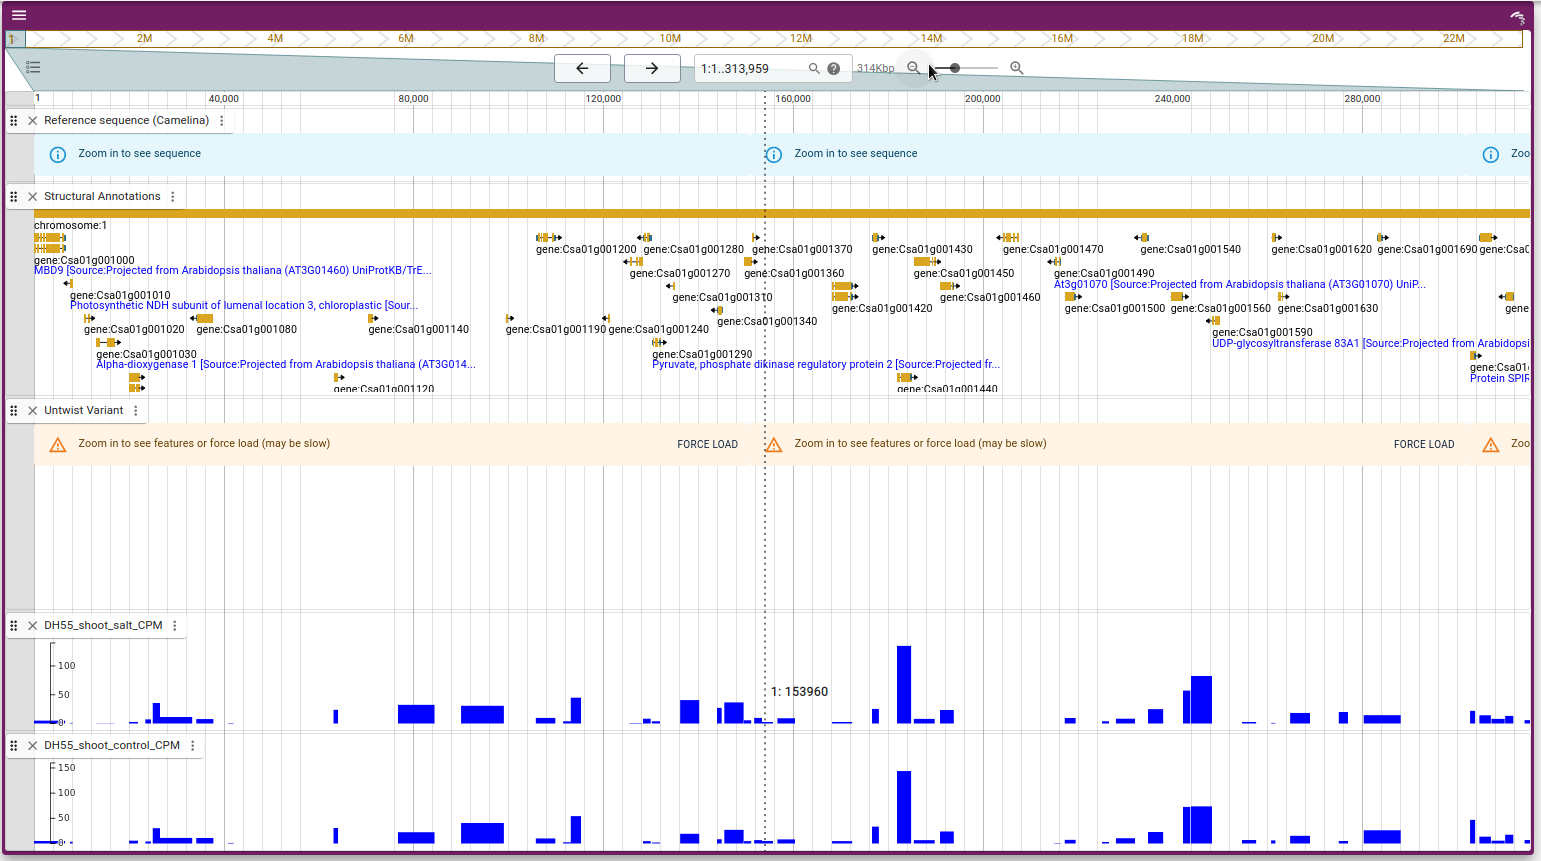 1 2M 4M 6M 8M 10M 12M 14M 16M 18M 20M 22M
1:1..313,959 314Kbp
1 40,000 80,000 120,000 160,000 200,000 240,000 280,000
Reference sequence (Camelina)
Zoom in to see sequence Zoom in to see sequence Zoo
Structural Annotations
chromosome:1
gene:Csa01g001200 gene:Csa01g001280 gene:Csa01g001370 gene:Csa01g001430 gene:Csa01g001470 gene:Csa01g001540 gene:Csa01g001620 gene:Csa01g001690 gene:Csa0
gene:Csa01g001000
MBD9 [Source:Projected from Arabidopsis thaliana (AT3G01460) UniProtKB/TrE...
gene:Csa01g001270 gene:Csa01g001360 gene:Csa01g001450 gene:Csa01g001490
At3g01070 [Source:Projected from Arabidopsis thaliana (AT3G01070) UniP...
gene:Csa01g001010 gene:Csa01g001310 gene:Csa01g001460
Photosynthetic NDH subunit of lumenal location 3, chloroplastic [Sour...
gene:Csa01g001420 gene:Csa01g001500 gene:Csa01g001560 gene:Csa01g001630 gene
gene:Csa01g001340
gene:Csa01g001020 gene:Csa01g001080 gene:Csa01g001140 gene:Csa01g001190 gene:Csa01g001240 gene:Csa01g001590
UDP-glycosyltransferase 83A1 [Source:Projected from Arabidopsi
gene:Csa01g001030 gene:Csa01g001290
Alpha-dioxygenase 1 [Source:Projected from Arabidopsis thaliana (AT3G014... Pyruvate, phosphate dikinase regulatory protein 2 [Source:Projected fr... gene:Csa01
Protein SPIR
gene:Csa01g001120 gene:Csa01g001440
Untwist Variant
Zoom in to see features or force load (may be slow) FORCE LOAD Zoom in to see features or force load (may be slow) FORCE LOAD Zoo
DH55_shoot_salt_CPM
100
50
0
1: 153960
DH55_shoot_control_CPM
150
100
50
0